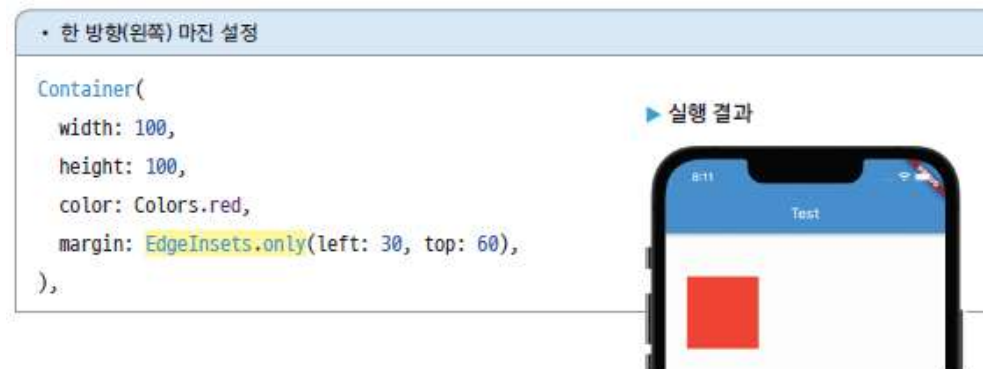 • 한 방향(왼쪽) 마진 설정
Container(
width: 100,
height: 100,
color: Colors.red,
margin: EdgeInsets.only(left: 30, top: 60),
),
▶ 실행 결과
8:11
Test